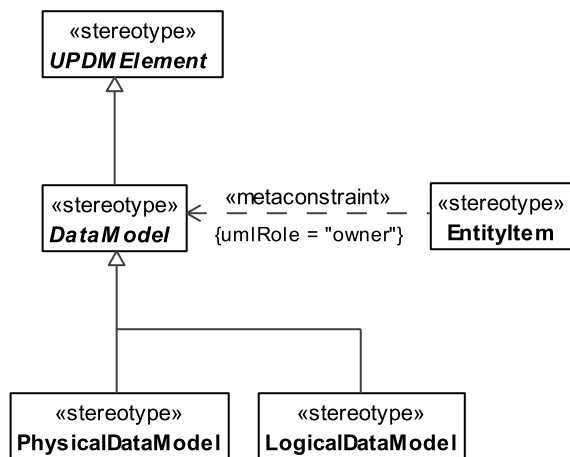 «stereotype»
UPDMElement
«stereotype»
DataModel
«metaconstraint»
{umlRole = "owner"}
«stereotype»
EntityItem
«stereotype»
PhysicalDataModel
«stereotype»
LogicalDataModel